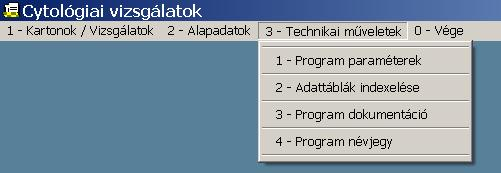 Cytológiai vizsgálatok
1 - Kartonok / Vizsgálatok 2 - Alapadatok 3 - Technikai műveletek 0 - Vége
1 - Program paraméterek
2 - Adattáblák indexelése
3 - Program dokumentáció
4 - Program névjegy